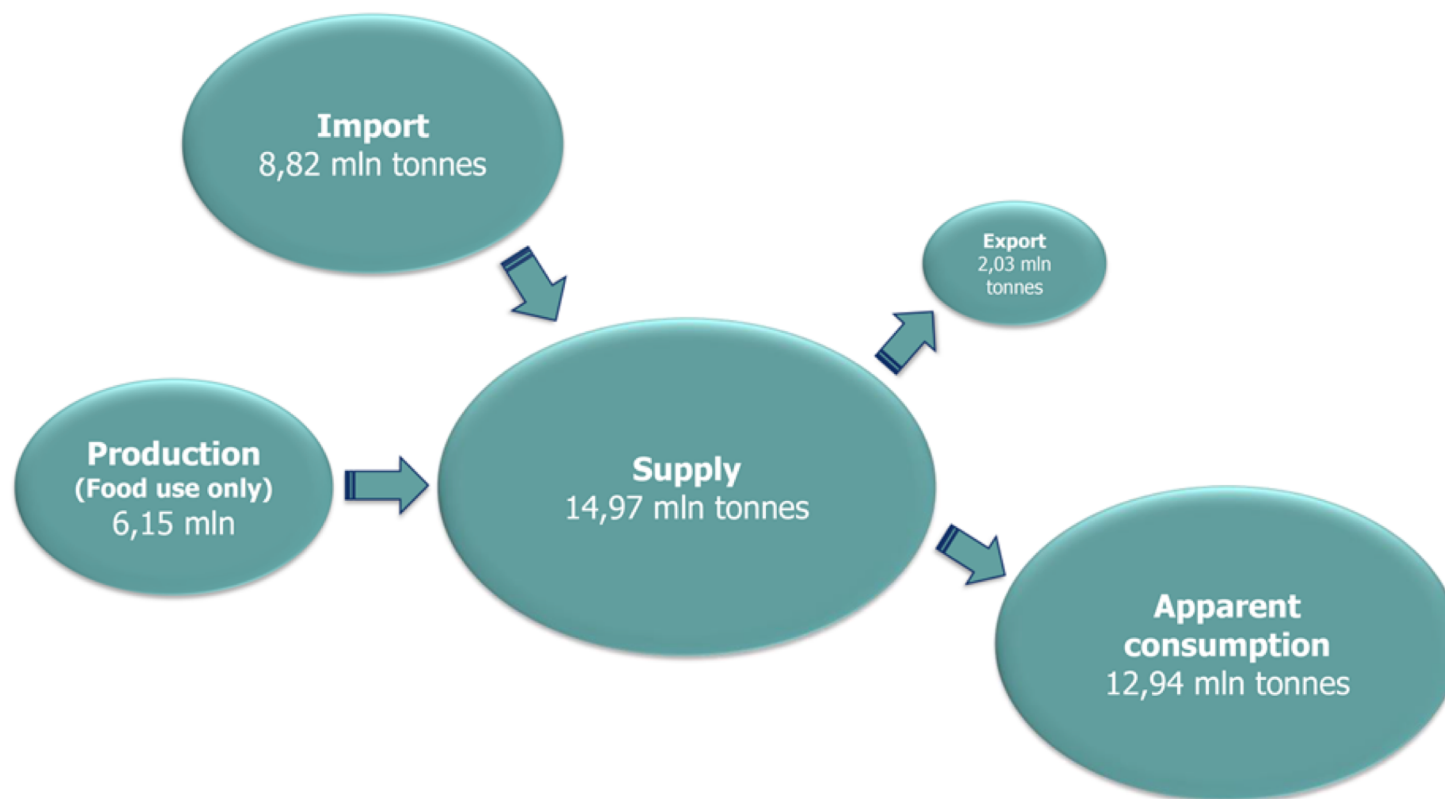 Import
8,82 mln tonnes
Export
2,03 mln
tonnes
Production
(Food use only)
6,15 mln
Supply
14,97 mln tonnes
Apparent
consumption
12,94 mln tonnes